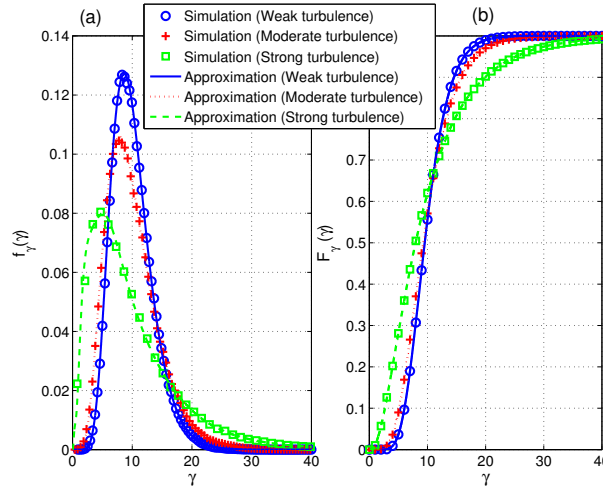 (a)
(b)
Simulation (Weak turbulence)
Simulation (Moderate turbulence)
Simulation (Strong turbulence)
Approximation (Weak turbulence)
Approximation (Moderate turbulence)
Approximation (Strong turbulence)
0.14
0.12
0.1
0.08
0.06
0.04
0.02
0
f_γ(γ)
0 10 20 30 40
γ
0.7
0.6
0.5
0.4
0.3
0.2
0.1
0
F_γ(γ)
0 10 20 30 40
γ